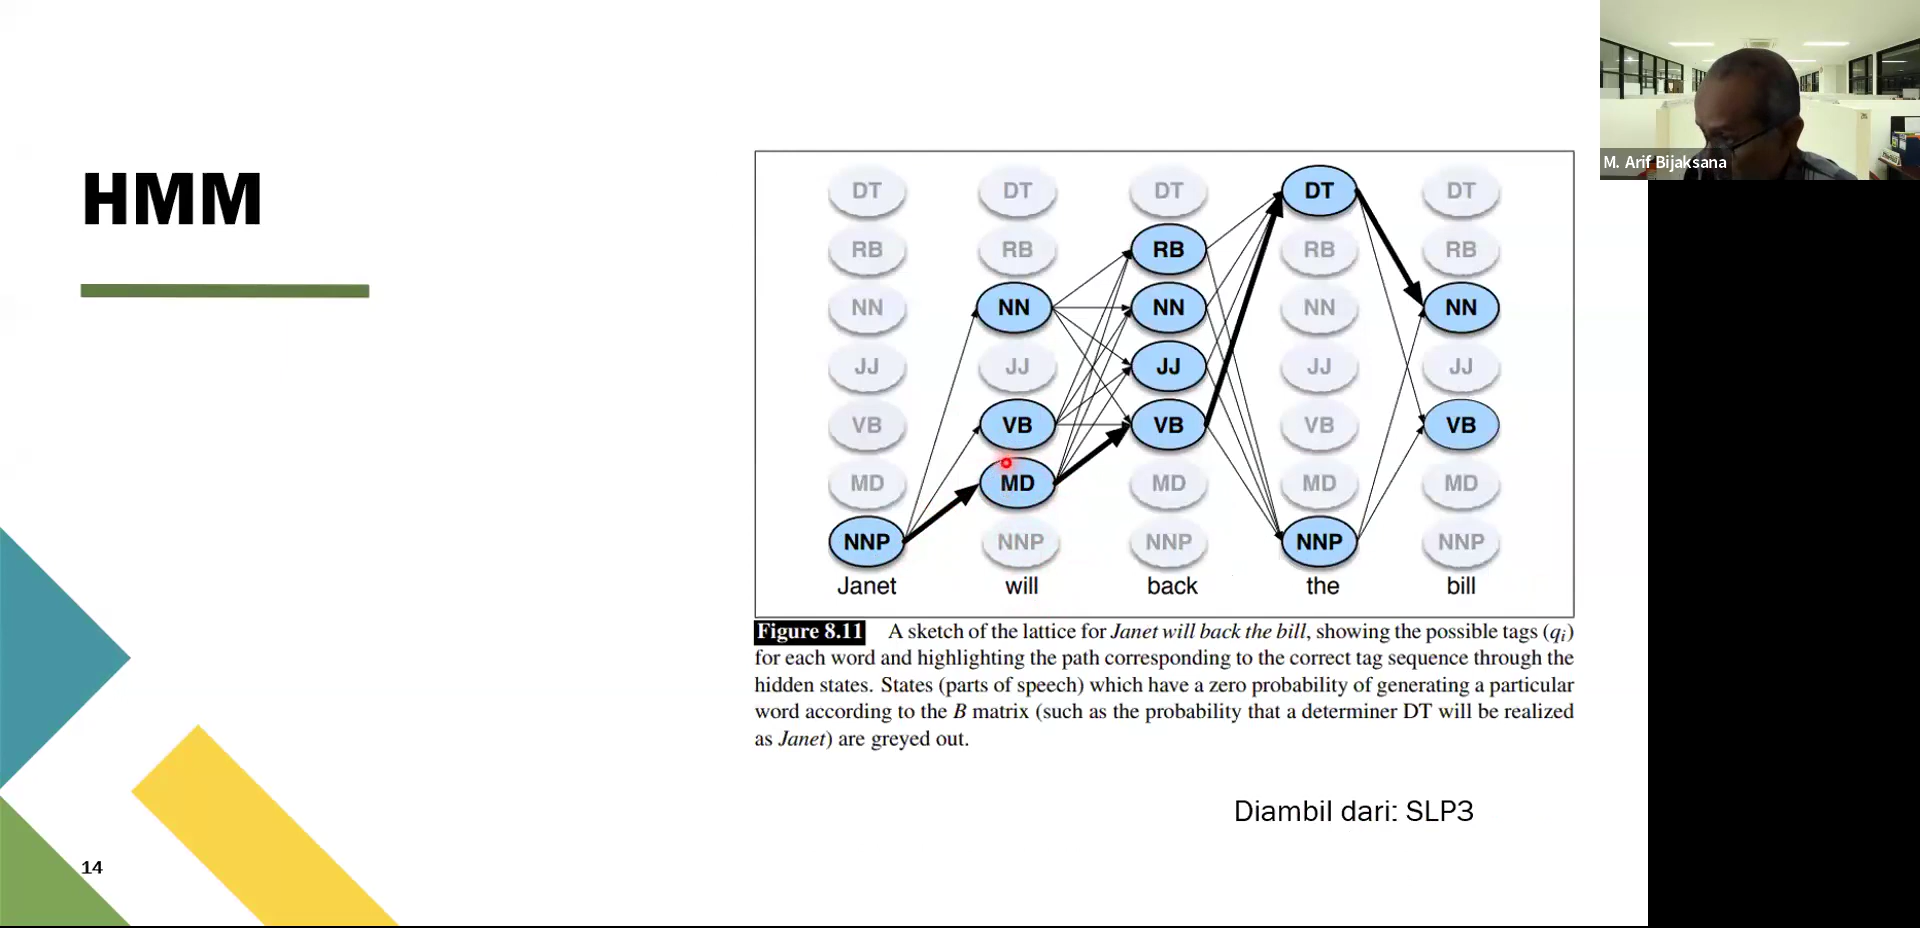 M. Arif Bijaksana
HMM
DT DT DT DT DT
RB RB RB RB RB
NN NN NN NN NN
JJ JJ JJ JJ JJ
VB VB VB VB VB
MD MD MD MD MD
NNP NNP NNP NNP NNP
Janet will back the bill
Figure 8.11 A sketch of the lattice for Janet will back the bill, showing the possible tags (qi)
for each word and highlighting the path corresponding to the correct tag sequence through the
hidden states. States (parts of speech) which have a zero probability of generating a particular
word according to the B matrix (such as the probability that a determiner DT will be realized
as Janet) are greyed out.
Diambil dari: SLP3
14